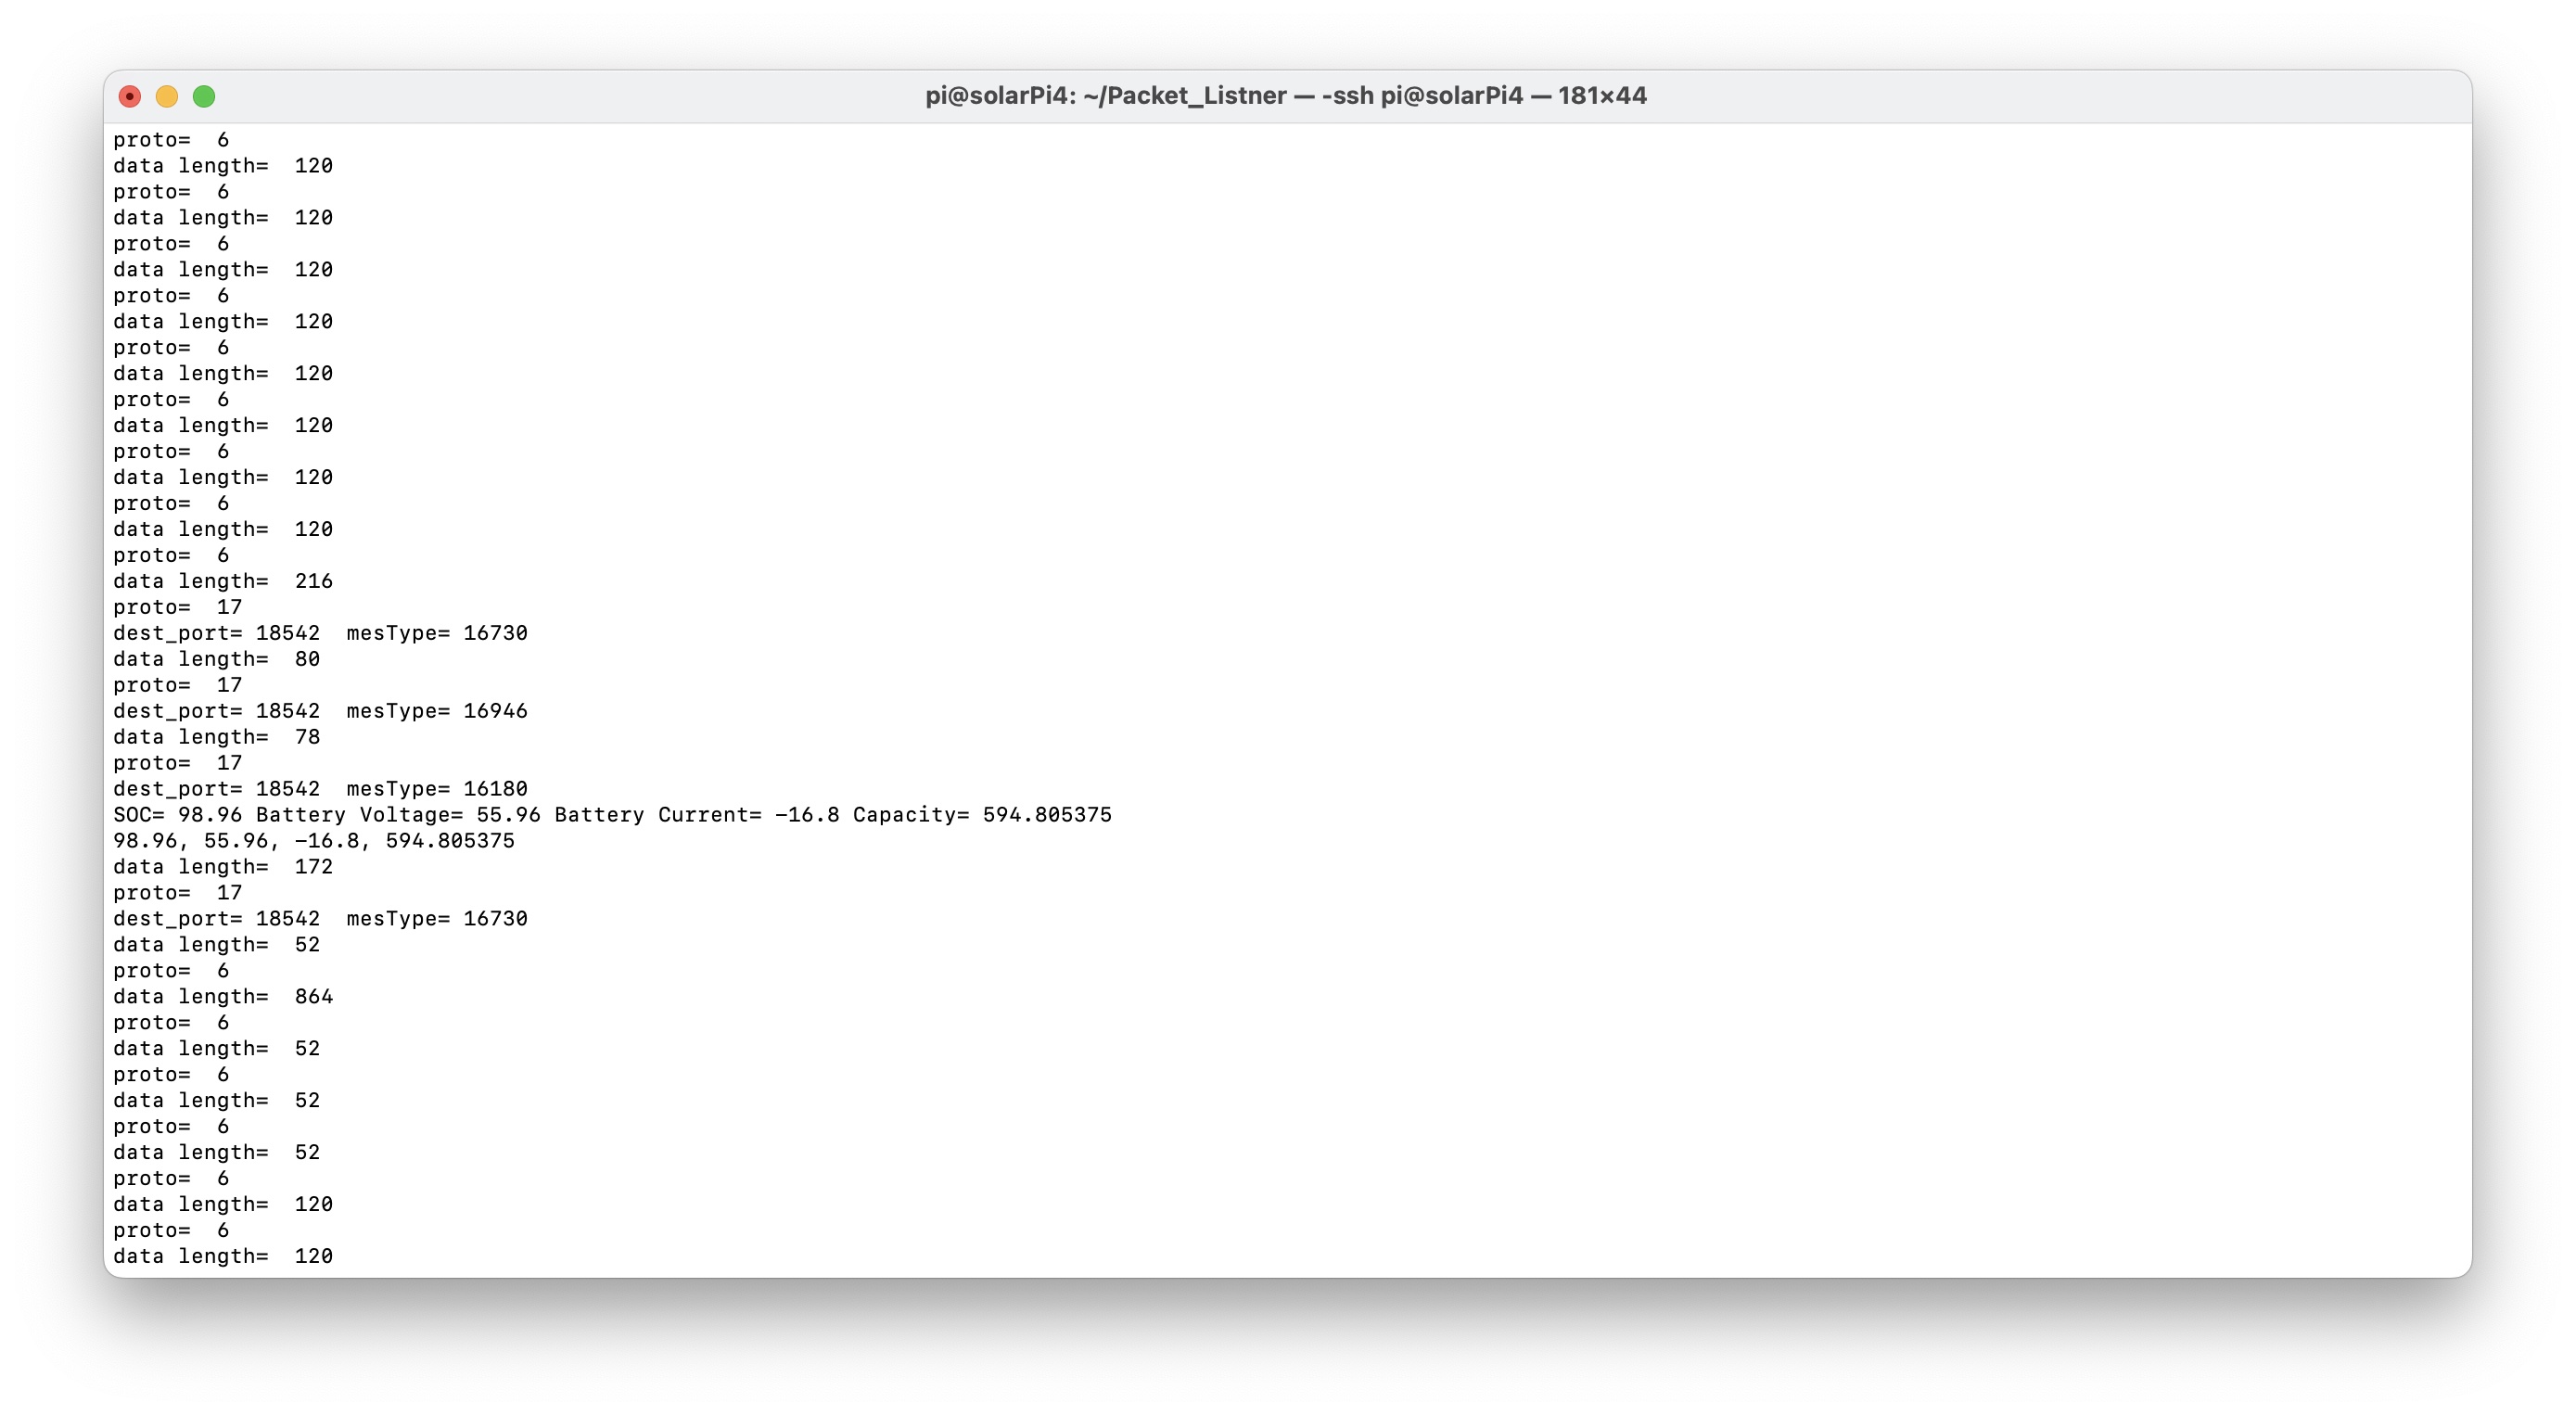 pi@solarPi4: ~/Packet_Listner — -ssh pi@solarPi4 — 181×44
proto=  6
data length=  120
proto=  6
data length=  120
proto=  6
data length=  120
proto=  6
data length=  120
proto=  6
data length=  120
proto=  6
data length=  120
proto=  6
data length=  120
proto=  6
data length=  120
proto=  6
data length=  216
proto=  17
dest_port= 18542  mesType= 16730
data length=  80
proto=  17
dest_port= 18542  mesType= 16946
data length=  78
proto=  17
dest_port= 18542  mesType= 16180
SOC= 98.96 Battery Voltage= 55.96 Battery Current= -16.8 Capacity= 594.805375
98.96, 55.96, -16.8, 594.805375
data length=  172
proto=  17
dest_port= 18542  mesType= 16730
data length=  52
proto=  6
data length=  864
proto=  6
data length=  52
proto=  6
data length=  52
proto=  6
data length=  52
proto=  6
data length=  120
proto=  6
data length=  120